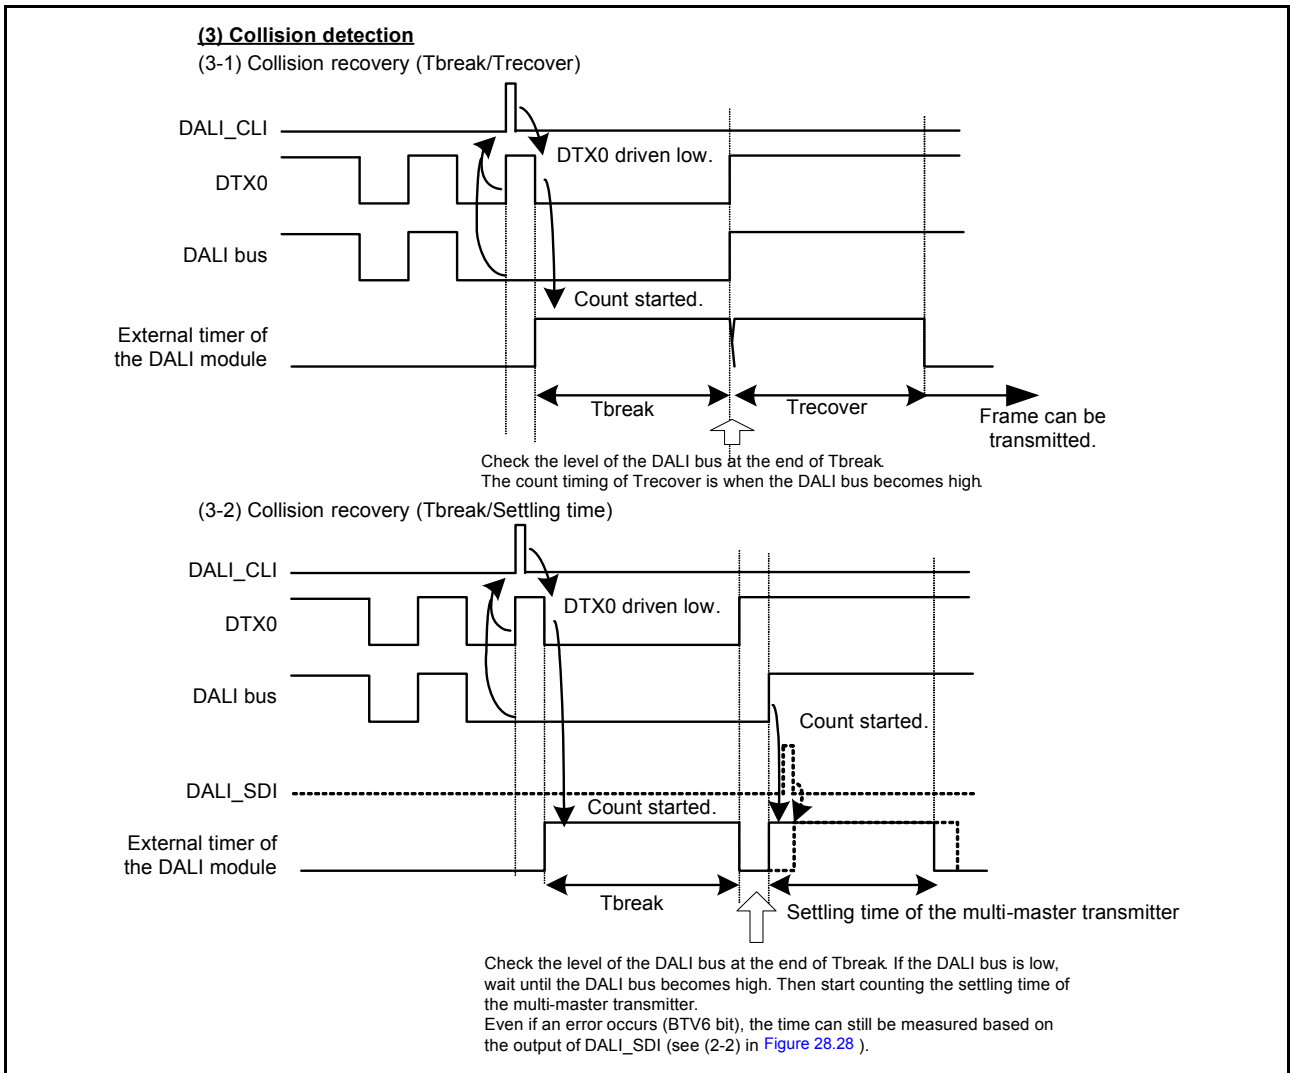 (3) Collision detection
(3-1) Collision recovery (Tbreak/Trecover)
DALI_CLI
DTX0 driven low.
DTX0
DALI bus
Count started.
External timer of
the DALI module
Tbreak
Trecover
Frame can be
transmitted.
Check the level of the DALI bus at the end of Tbreak.
The count timing of Trecover is when the DALI bus becomes high.
(3-2) Collision recovery (Tbreak/Settling time)
DALI_CLI
DTX0 driven low.
DTX0
DALI bus
Count started.
DALI_SDI
Count started.
External timer of
the DALI module
Tbreak
Settling time of the multi-master transmitter
Check the level of the DALI bus at the end of Tbreak. If the DALI bus is low,
wait until the DALI bus becomes high. Then start counting the settling time of
the multi-master transmitter.
Even if an error occurs (BTV6 bit), the time can still be measured based on
the output of DALI_SDI (see (2-2) in Figure 28.28 ).